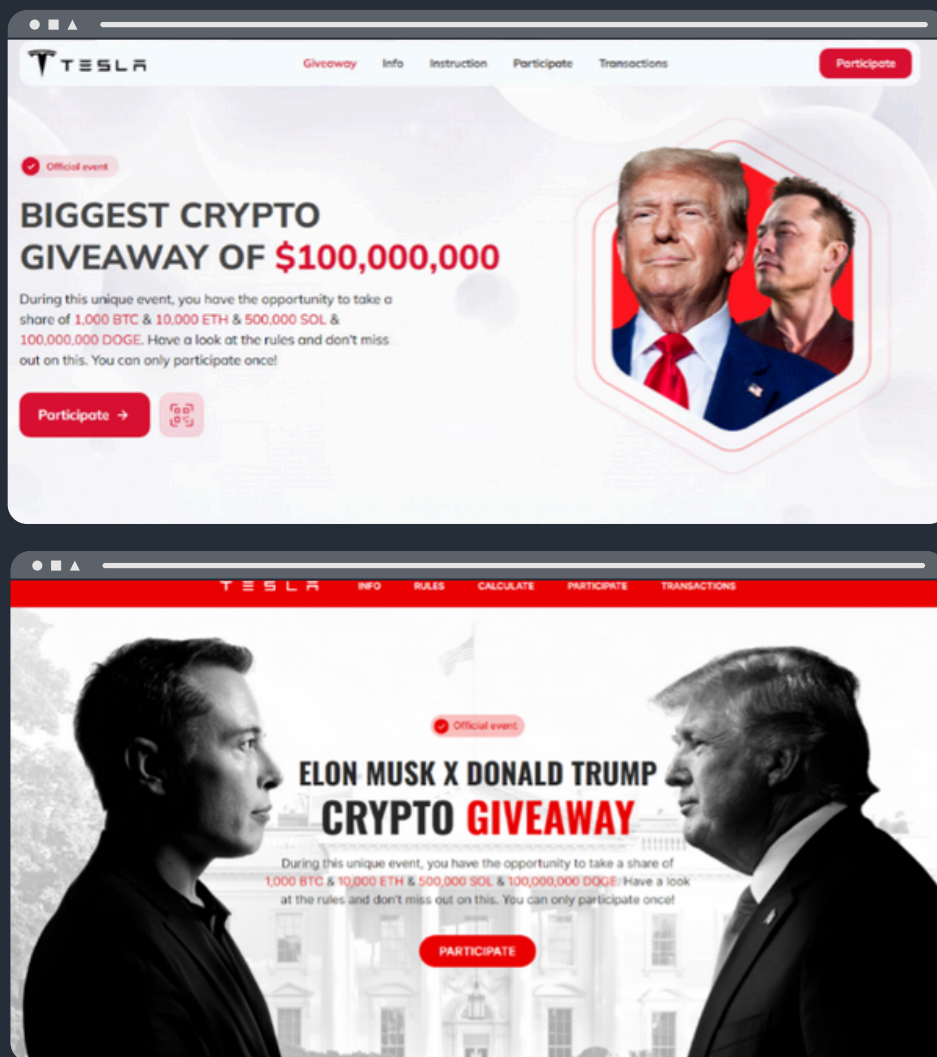 TESLA
Giveaway Info Instruction Participate Transactions
Participate
Official event
BIGGEST CRYPTO
GIVEAWAY OF $100,000,000
During this unique event, you have the opportunity to take a
share of 1,000 BTC & 10,000 ETH & 500,000 SOL &
100,000,000 DOGE. Have a look at the rules and don't miss
out on this. You can only participate once!
Participate →
TESLA INFO RULES CALCULATE PARTICIPATE TRANSACTIONS
Official event
ELON MUSK X DONALD TRUMP
CRYPTO GIVEAWAY
During this unique event, you have the opportunity to take a share of
1,000 BTC & 10,000 ETH & 500,000 SOL & 100,000,000 DOGE. Have a look
at the rules and don't miss out on this. You can only participate once!
PARTICIPATE